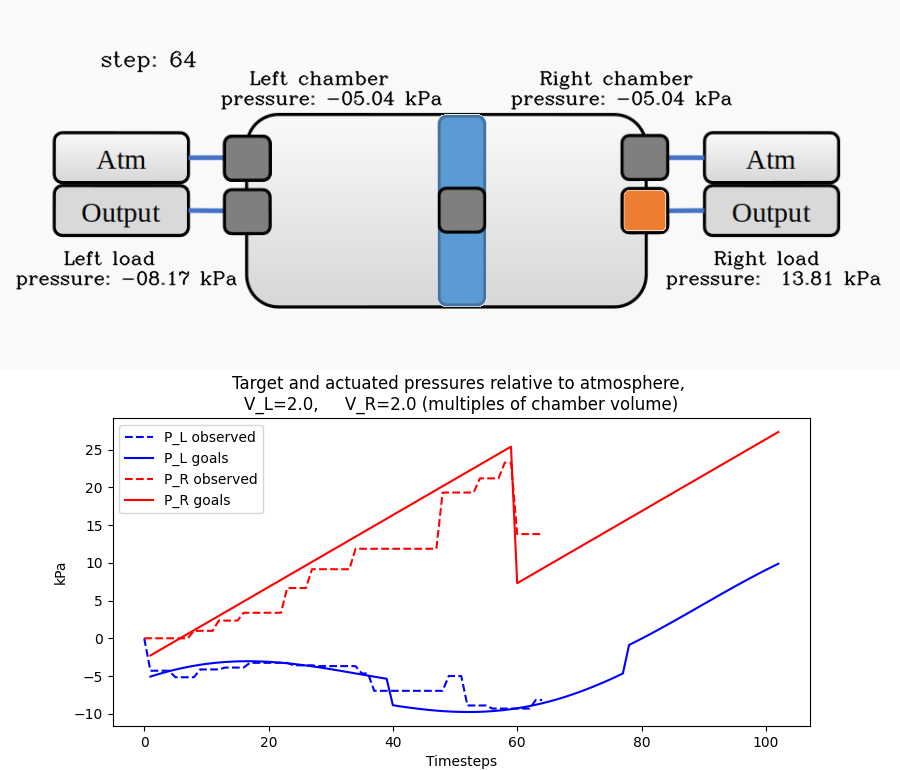 step: 64
Left chamber
pressure: −05.04 kPa
Right chamber
pressure: −05.04 kPa
Atm
Output
Atm
Output
Left load
pressure: −08.17 kPa
Right load
pressure:  13.81 kPa
Target and actuated pressures relative to atmosphere,
V_L=2.0,     V_R=2.0 (multiples of chamber volume)
P_L observed
P_L goals
P_R observed
P_R goals
kPa
25
20
15
10
5
0
−5
−10
0 20 40 60 80 100
Timesteps